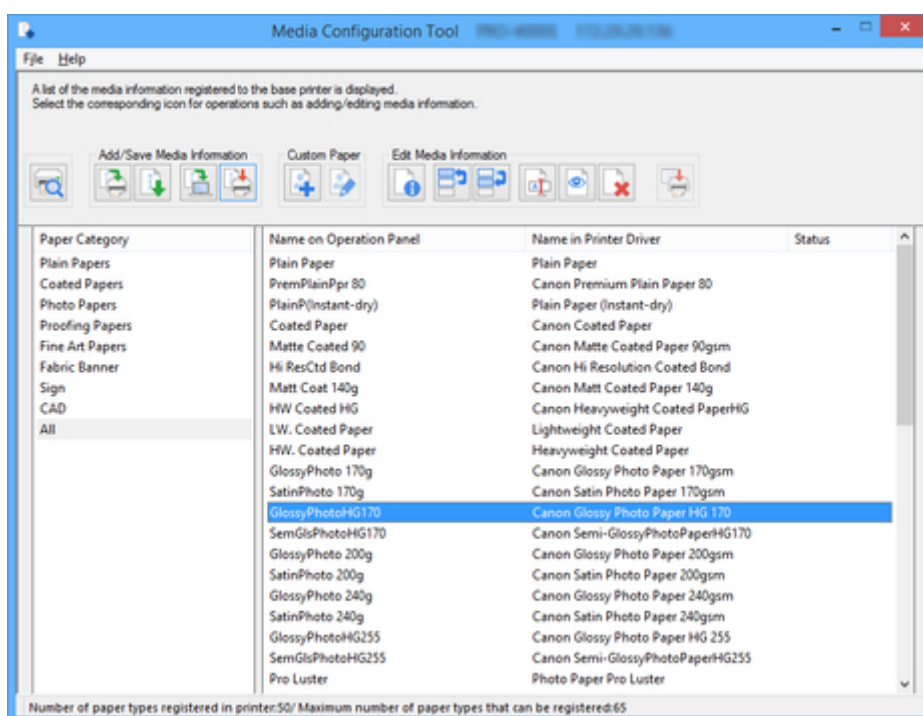 Media Configuration Tool
File Help
A list of the media information registered to the base printer is displayed.
Select the corresponding icon for operations such as adding/editing media information.
Add/Save Media Information Custom Paper Edit Media Information
Paper Category Name on Operation Panel Name in Printer Driver Status
Plain Papers Plain Paper Plain Paper
Coated Papers PremPlainPpr 80 Canon Premium Plain Paper 80
Photo Papers PlainP(Instant-dry) Plain Paper (Instant-dry)
Proofing Papers Coated Paper Canon Coated Paper
Fine Art Papers Matte Coated 90 Canon Matte Coated Paper 90gsm
Fabric Banner Hi ResCtd Bond Canon Hi Resolution Coated Bond
Sign Matt Coat 140g Canon Matt Coated Paper 140g
CAD HW Coated HG Canon Heavyweight Coated PaperHG
All LW. Coated Paper Lightweight Coated Paper
HW. Coated Paper Heavyweight Coated Paper
GlossyPhoto 170g Canon Glossy Photo Paper 170gsm
SatinPhoto 170g Canon Satin Photo Paper 170gsm
GlossyPhotoHG170 Canon Glossy Photo Paper HG 170
SemGlsPhotoHG170 Canon Semi-GlossyPhotoPaperHG170
GlossyPhoto 200g Canon Glossy Photo Paper 200gsm
SatinPhoto 200g Canon Satin Photo Paper 200gsm
GlossyPhoto 240g Canon Glossy Photo Paper 240gsm
SatinPhoto 240g Canon Satin Photo Paper 240gsm
GlossyPhotoHG255 Canon Glossy Photo Paper HG 255
SemGlsPhotoHG255 Canon Semi-GlossyPhotoPaperHG255
Pro Luster Photo Paper Pro Luster
Number of paper types registered in printer:50/ Maximum number of paper types that can be registered:65